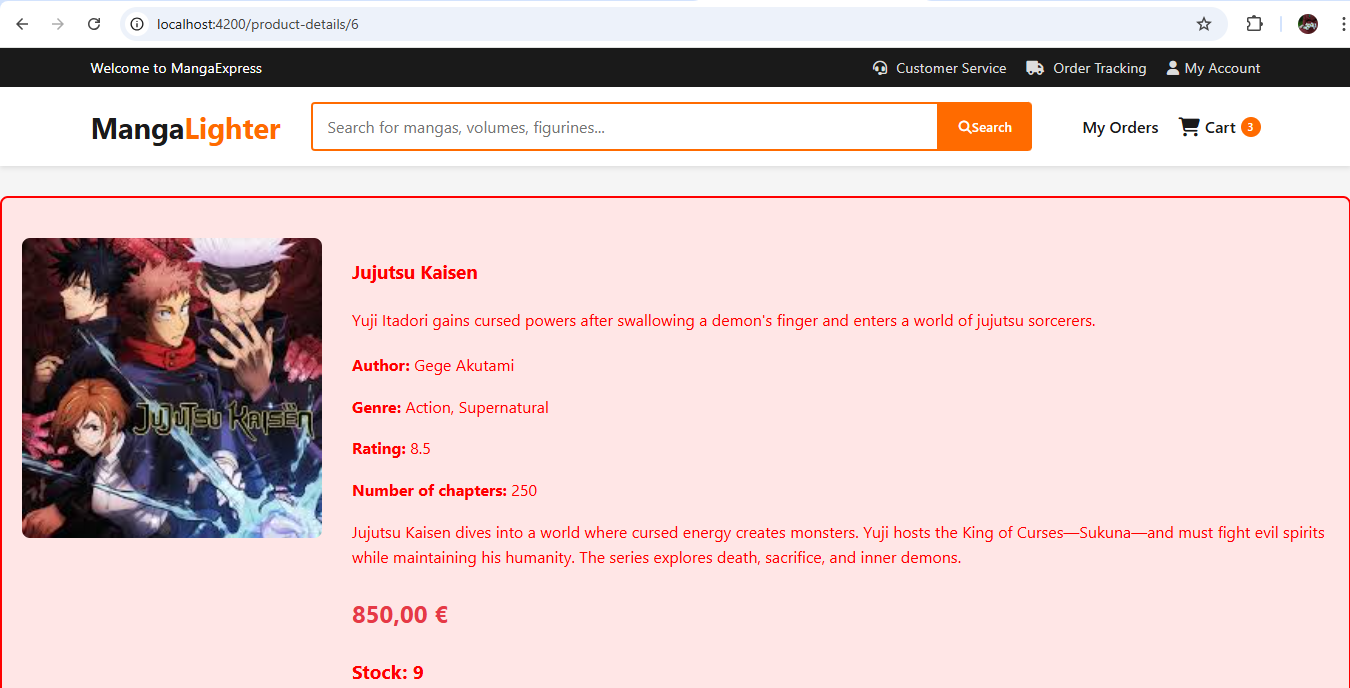 localhost:4200/product-details/6
Welcome to MangaExpress
Customer Service
Order Tracking
My Account
MangaLighter
Search for mangas, volumes, figurines...
Search
My Orders
Cart 3
JUJUTSU KAISEN
Jujutsu Kaisen
Yuji Itadori gains cursed powers after swallowing a demon's finger and enters a world of jujutsu sorcerers.
Author: Gege Akutami
Genre: Action, Supernatural
Rating: 8.5
Number of chapters: 250
Jujutsu Kaisen dives into a world where cursed energy creates monsters. Yuji hosts the King of Curses—Sukuna—and must fight evil spirits
while maintaining his humanity. The series explores death, sacrifice, and inner demons.
850,00 €
Stock: 9